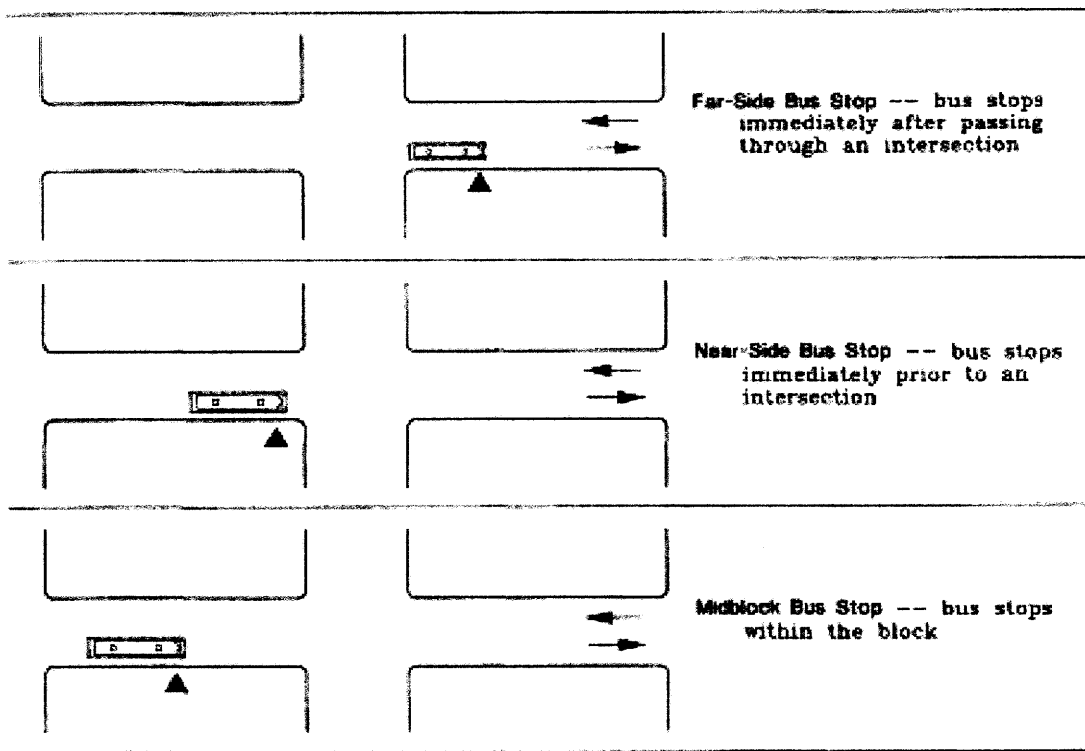 Far-Side Bus Stop -- bus stops
immediately after passing
through an intersection
Near-Side Bus Stop -- bus stops
immediately prior to an
intersection
Midblock Bus Stop -- bus stops
within the block